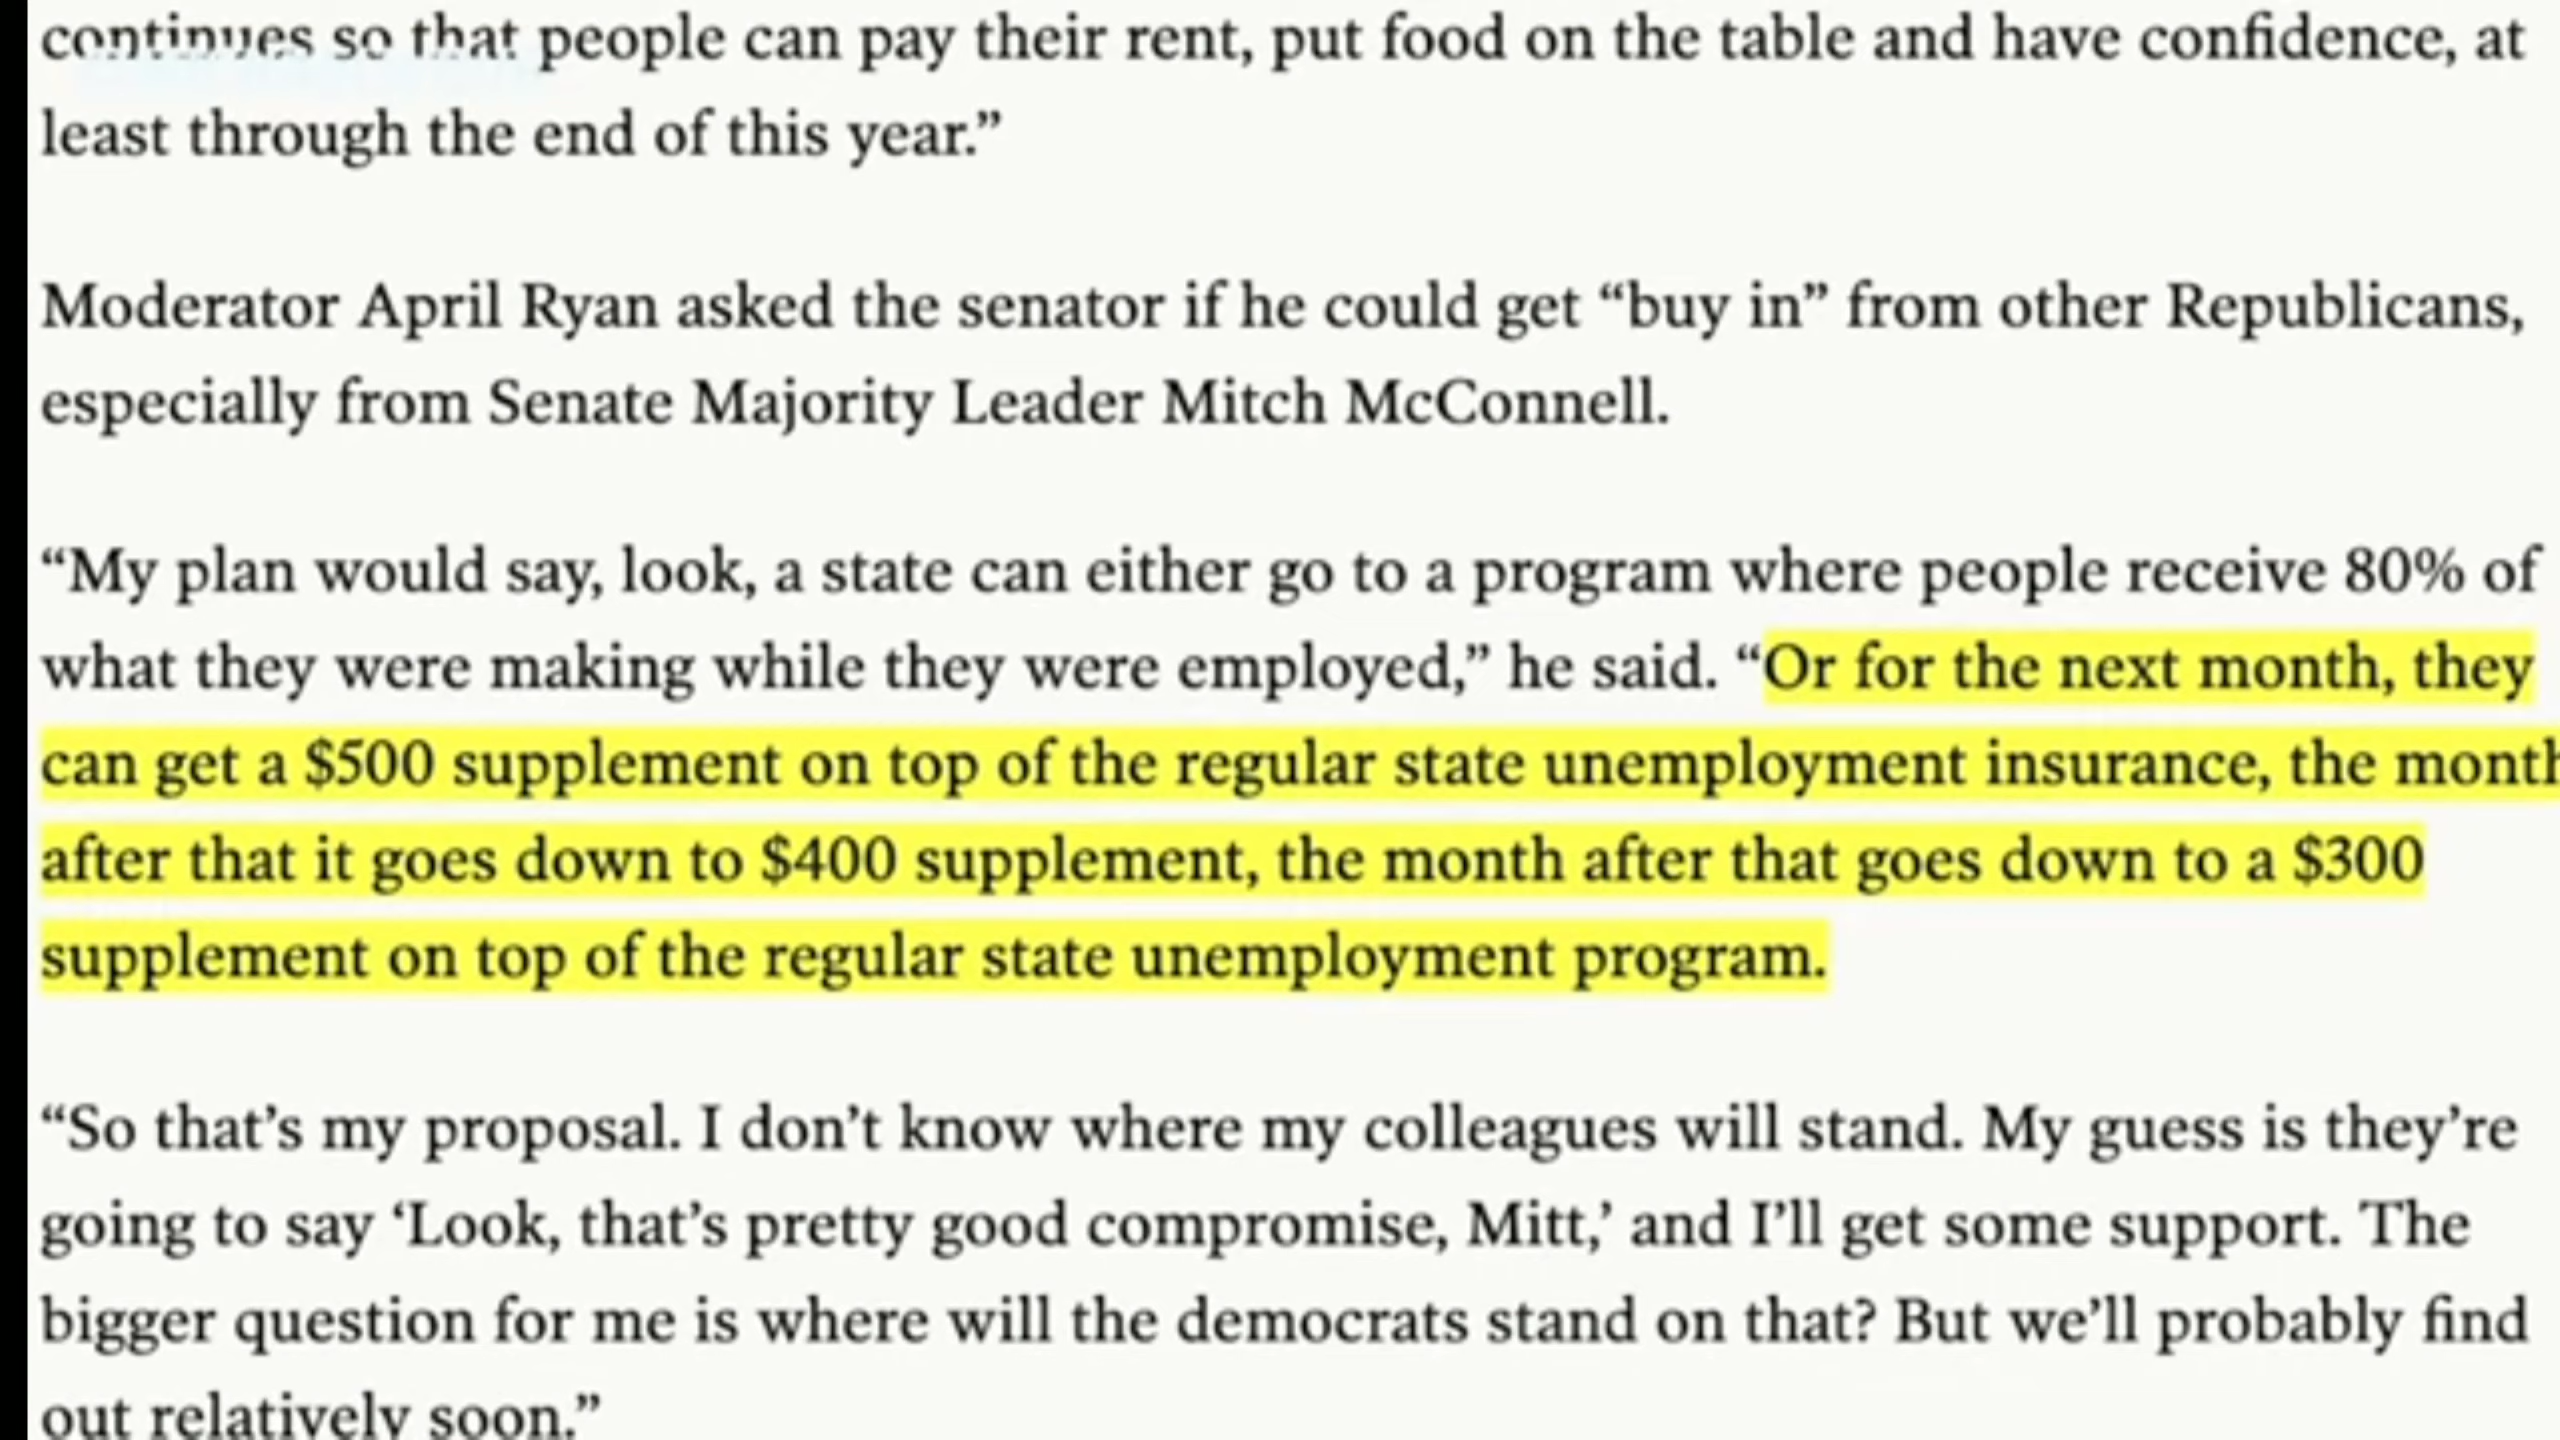 continues so that people can pay their rent, put food on the table and have confidence, at
least through the end of this year.”
Moderator April Ryan asked the senator if he could get “buy in” from other Republicans,
especially from Senate Majority Leader Mitch McConnell.
“My plan would say, look, a state can either go to a program where people receive 80% of
what they were making while they were employed,” he said. “Or for the next month, they
can get a $500 supplement on top of the regular state unemployment insurance, the month
after that it goes down to $400 supplement, the month after that goes down to a $300
supplement on top of the regular state unemployment program.
“So that’s my proposal. I don’t know where my colleagues will stand. My guess is they’re
going to say ‘Look, that’s pretty good compromise, Mitt,’ and I’ll get some support. The
bigger question for me is where will the democrats stand on that? But we’ll probably find
out relatively soon.”